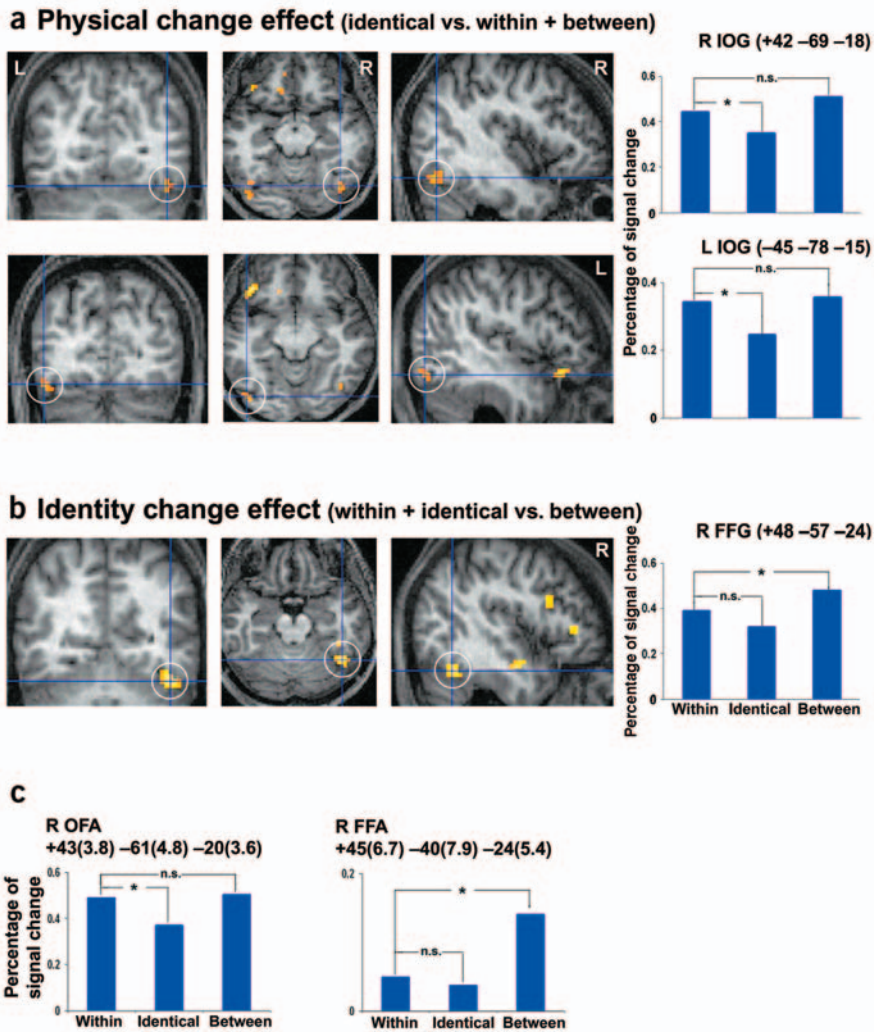 a Physical change effect (identical vs. within + between)
L
R
R
R IOG (+42 –69 –18)
0.6
0.4
0.2
0
n.s.
*
L
L IOG (–45 –78 –15)
Percentage of signal change
0.4
0.2
0
n.s.
*
b Identity change effect (within + identical vs. between)
R
R FFG (+48 –57 –24)
Percentage of signal change
0.6
0.4
0.2
0
*
n.s.
Within Identical Between
c
R OFA
+43(3.8) –61(4.8) –20(3.6)
Percentage of
signal change
0.6
0.4
0.2
0
n.s.
*
Within Identical Between
R FFA
+45(6.7) –40(7.9) –24(5.4)
0.2
0
*
n.s.
Within Identical Between